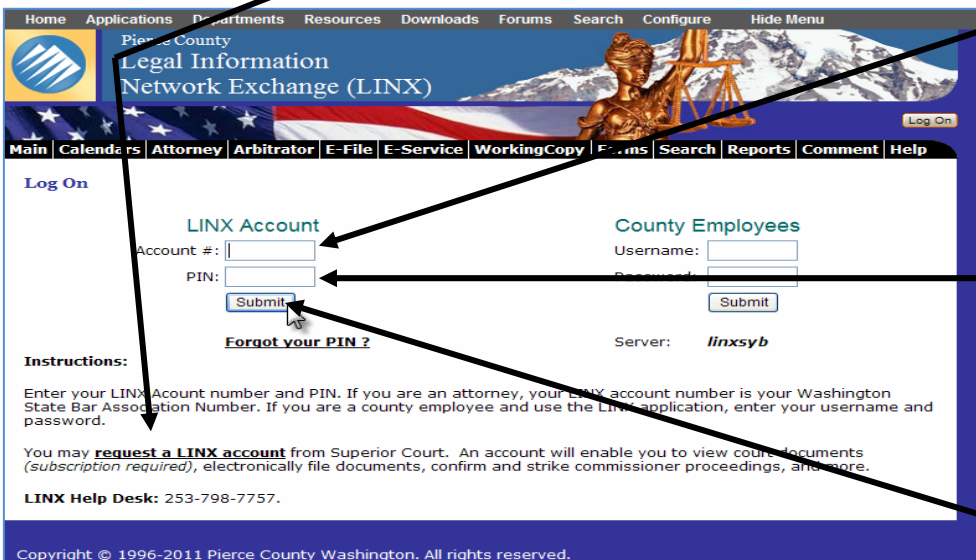 Home Applications Departments Resources Downloads Forums Search Configure Hide Menu
Pierce County
Legal Information
Network Exchange (LINX)
Log On
Main Calendars Attorney Arbitrator E-File E-Service WorkingCopy Forms Search Reports Comment Help
Log On
LINX Account
County Employees
Account #:
Username:
PIN:
Password:
Submit
Submit
Forgot your PIN ?
Server: linxsyb
Instructions:
Enter your LINX Acount number and PIN. If you are an attorney, your LINX account number is your Washington
State Bar Association Number. If you are a county employee and use the LINX application, enter your username and
password.
You may request a LINX account from Superior Court. An account will enable you to view court documents
(subscription required), electronically file documents, confirm and strike commissioner proceedings, and more.
LINX Help Desk: 253-798-7757.
Copyright © 1996-2011 Pierce County Washington. All rights reserved.